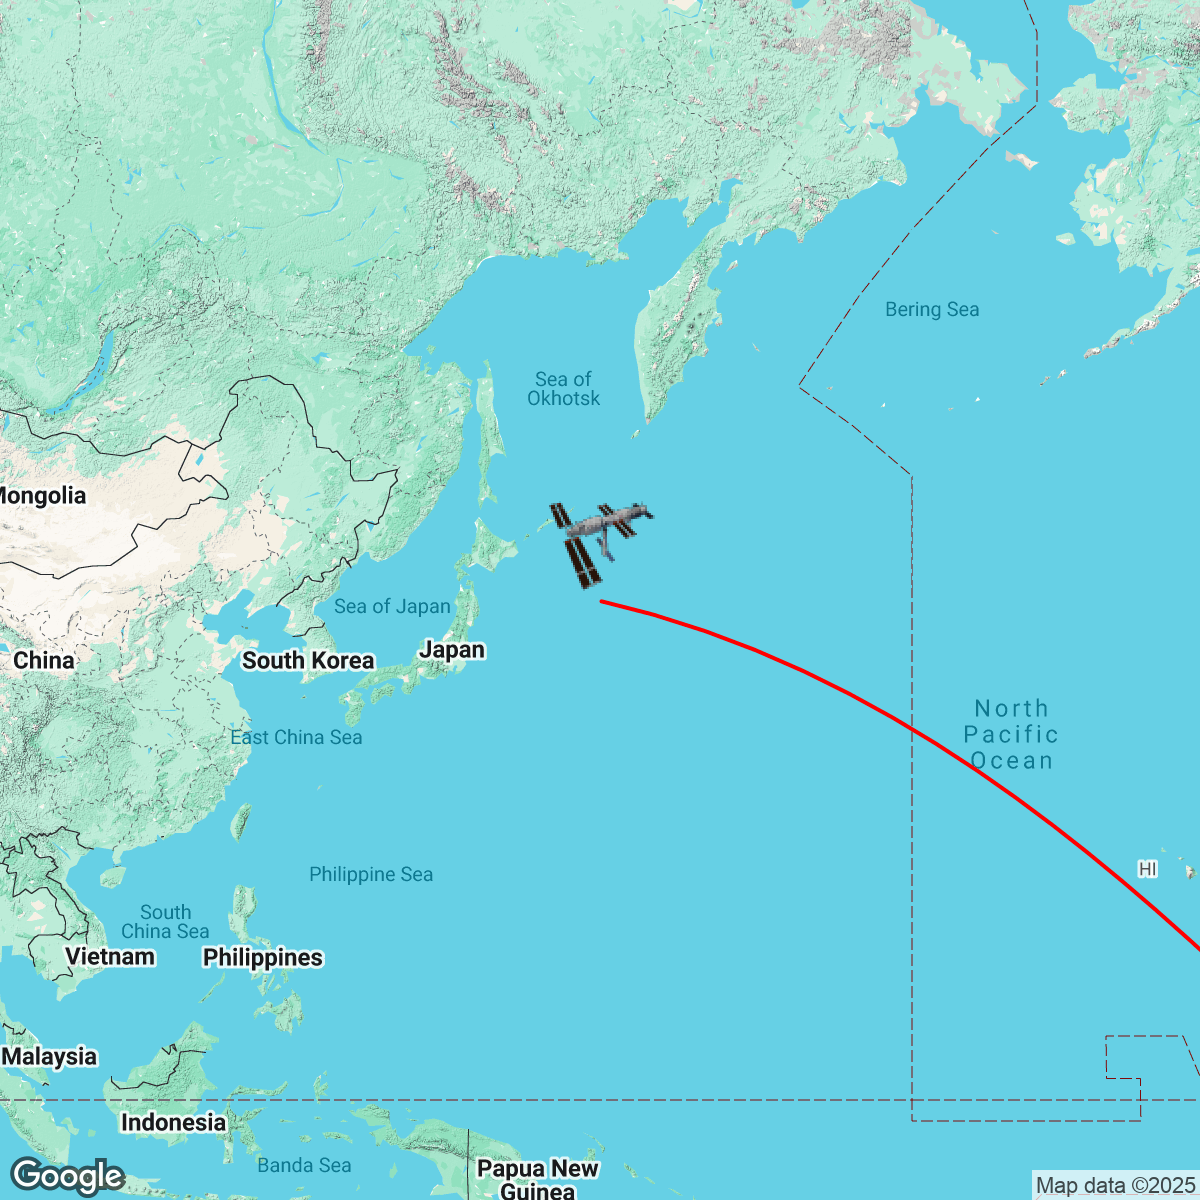 Bering Sea
Sea of
Okhotsk
Mongolia
Sea of Japan
Japan
China
South Korea
North
Pacific
Ocean
East China Sea
HI
Philippine Sea
South
China Sea
Vietnam
Philippines
Malaysia
Indonesia
Banda Sea
Papua New
Guinea
Google
Map data ©2025